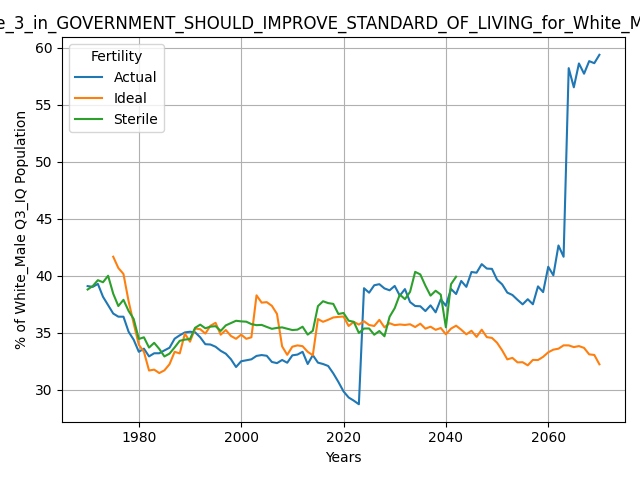 e_3_in_GOVERNMENT_SHOULD_IMPROVE_STANDARD_OF_LIVING_for_White_M
Fertility
Actual
Ideal
Sterile
% of White_Male Q3_IQ Population
60
55
50
45
40
35
30
1980
2000
2020
2040
2060
Years